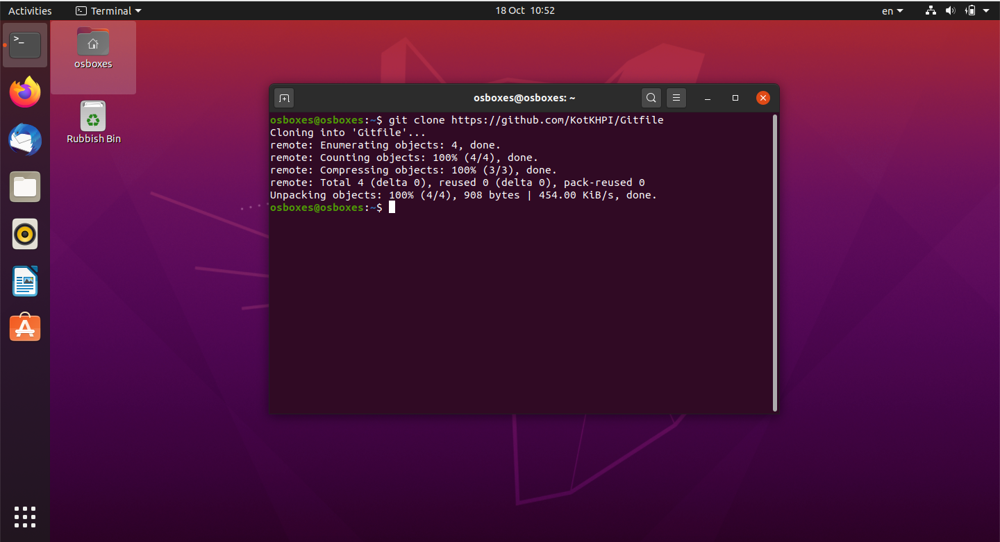 Activities Terminal 18 Oct 10:52 en
osboxes
Rubbish Bin
osboxes@osboxes: ~
osboxes@osboxes:~$ git clone https://github.com/KotKHPI/Gitfile
Cloning into 'Gitfile'...
remote: Enumerating objects: 4, done.
remote: Counting objects: 100% (4/4), done.
remote: Compressing objects: 100% (3/3), done.
remote: Total 4 (delta 0), reused 0 (delta 0), pack-reused 0
Unpacking objects: 100% (4/4), 908 bytes | 454.00 KiB/s, done.
osboxes@osboxes:~$